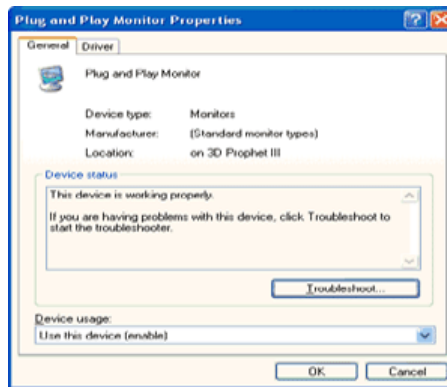 Plug and Play Monitor Properties
General Driver
Plug and Play Monitor
Device type: Monitors
Manufacturer: (Standard monitor types)
Location: on 3D Prophet III
Device status
This device is working properly.
If you are having problems with this device, click Troubleshoot to
start the troubleshooter.
Troubleshoot...
Device usage:
Use this device (enable)
OK Cancel